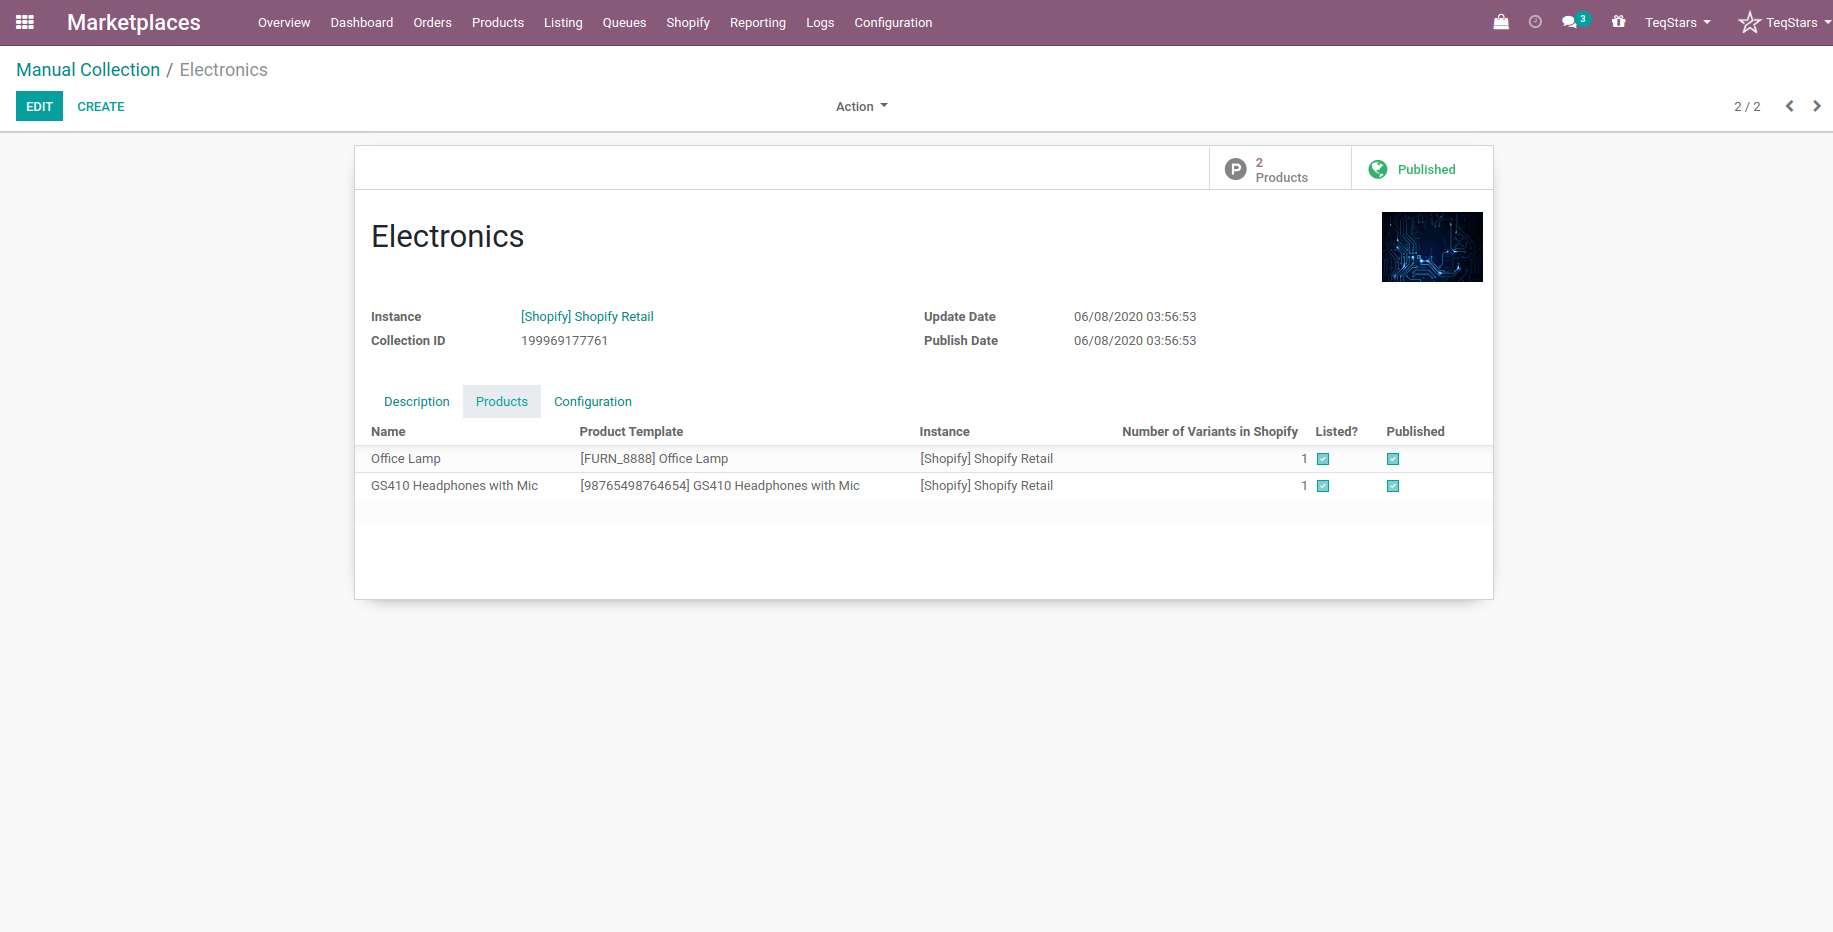 Marketplaces Overview Dashboard Orders Products Listing Queues Shopify Reporting Logs Configuration 3 TeqStars TeqStars
Manual Collection / Electronics
EDIT CREATE Action 2 / 2
P 2 Products Published
Electronics
Instance [Shopify] Shopify Retail Update Date 06/08/2020 03:56:53
Collection ID 199969177761 Publish Date 06/08/2020 03:56:53
Description Products Configuration
Name Product Template Instance Number of Variants in Shopify Listed? Published
Office Lamp [FURN_8888] Office Lamp [Shopify] Shopify Retail 1
GS410 Headphones with Mic [98765498764654] GS410 Headphones with Mic [Shopify] Shopify Retail 1